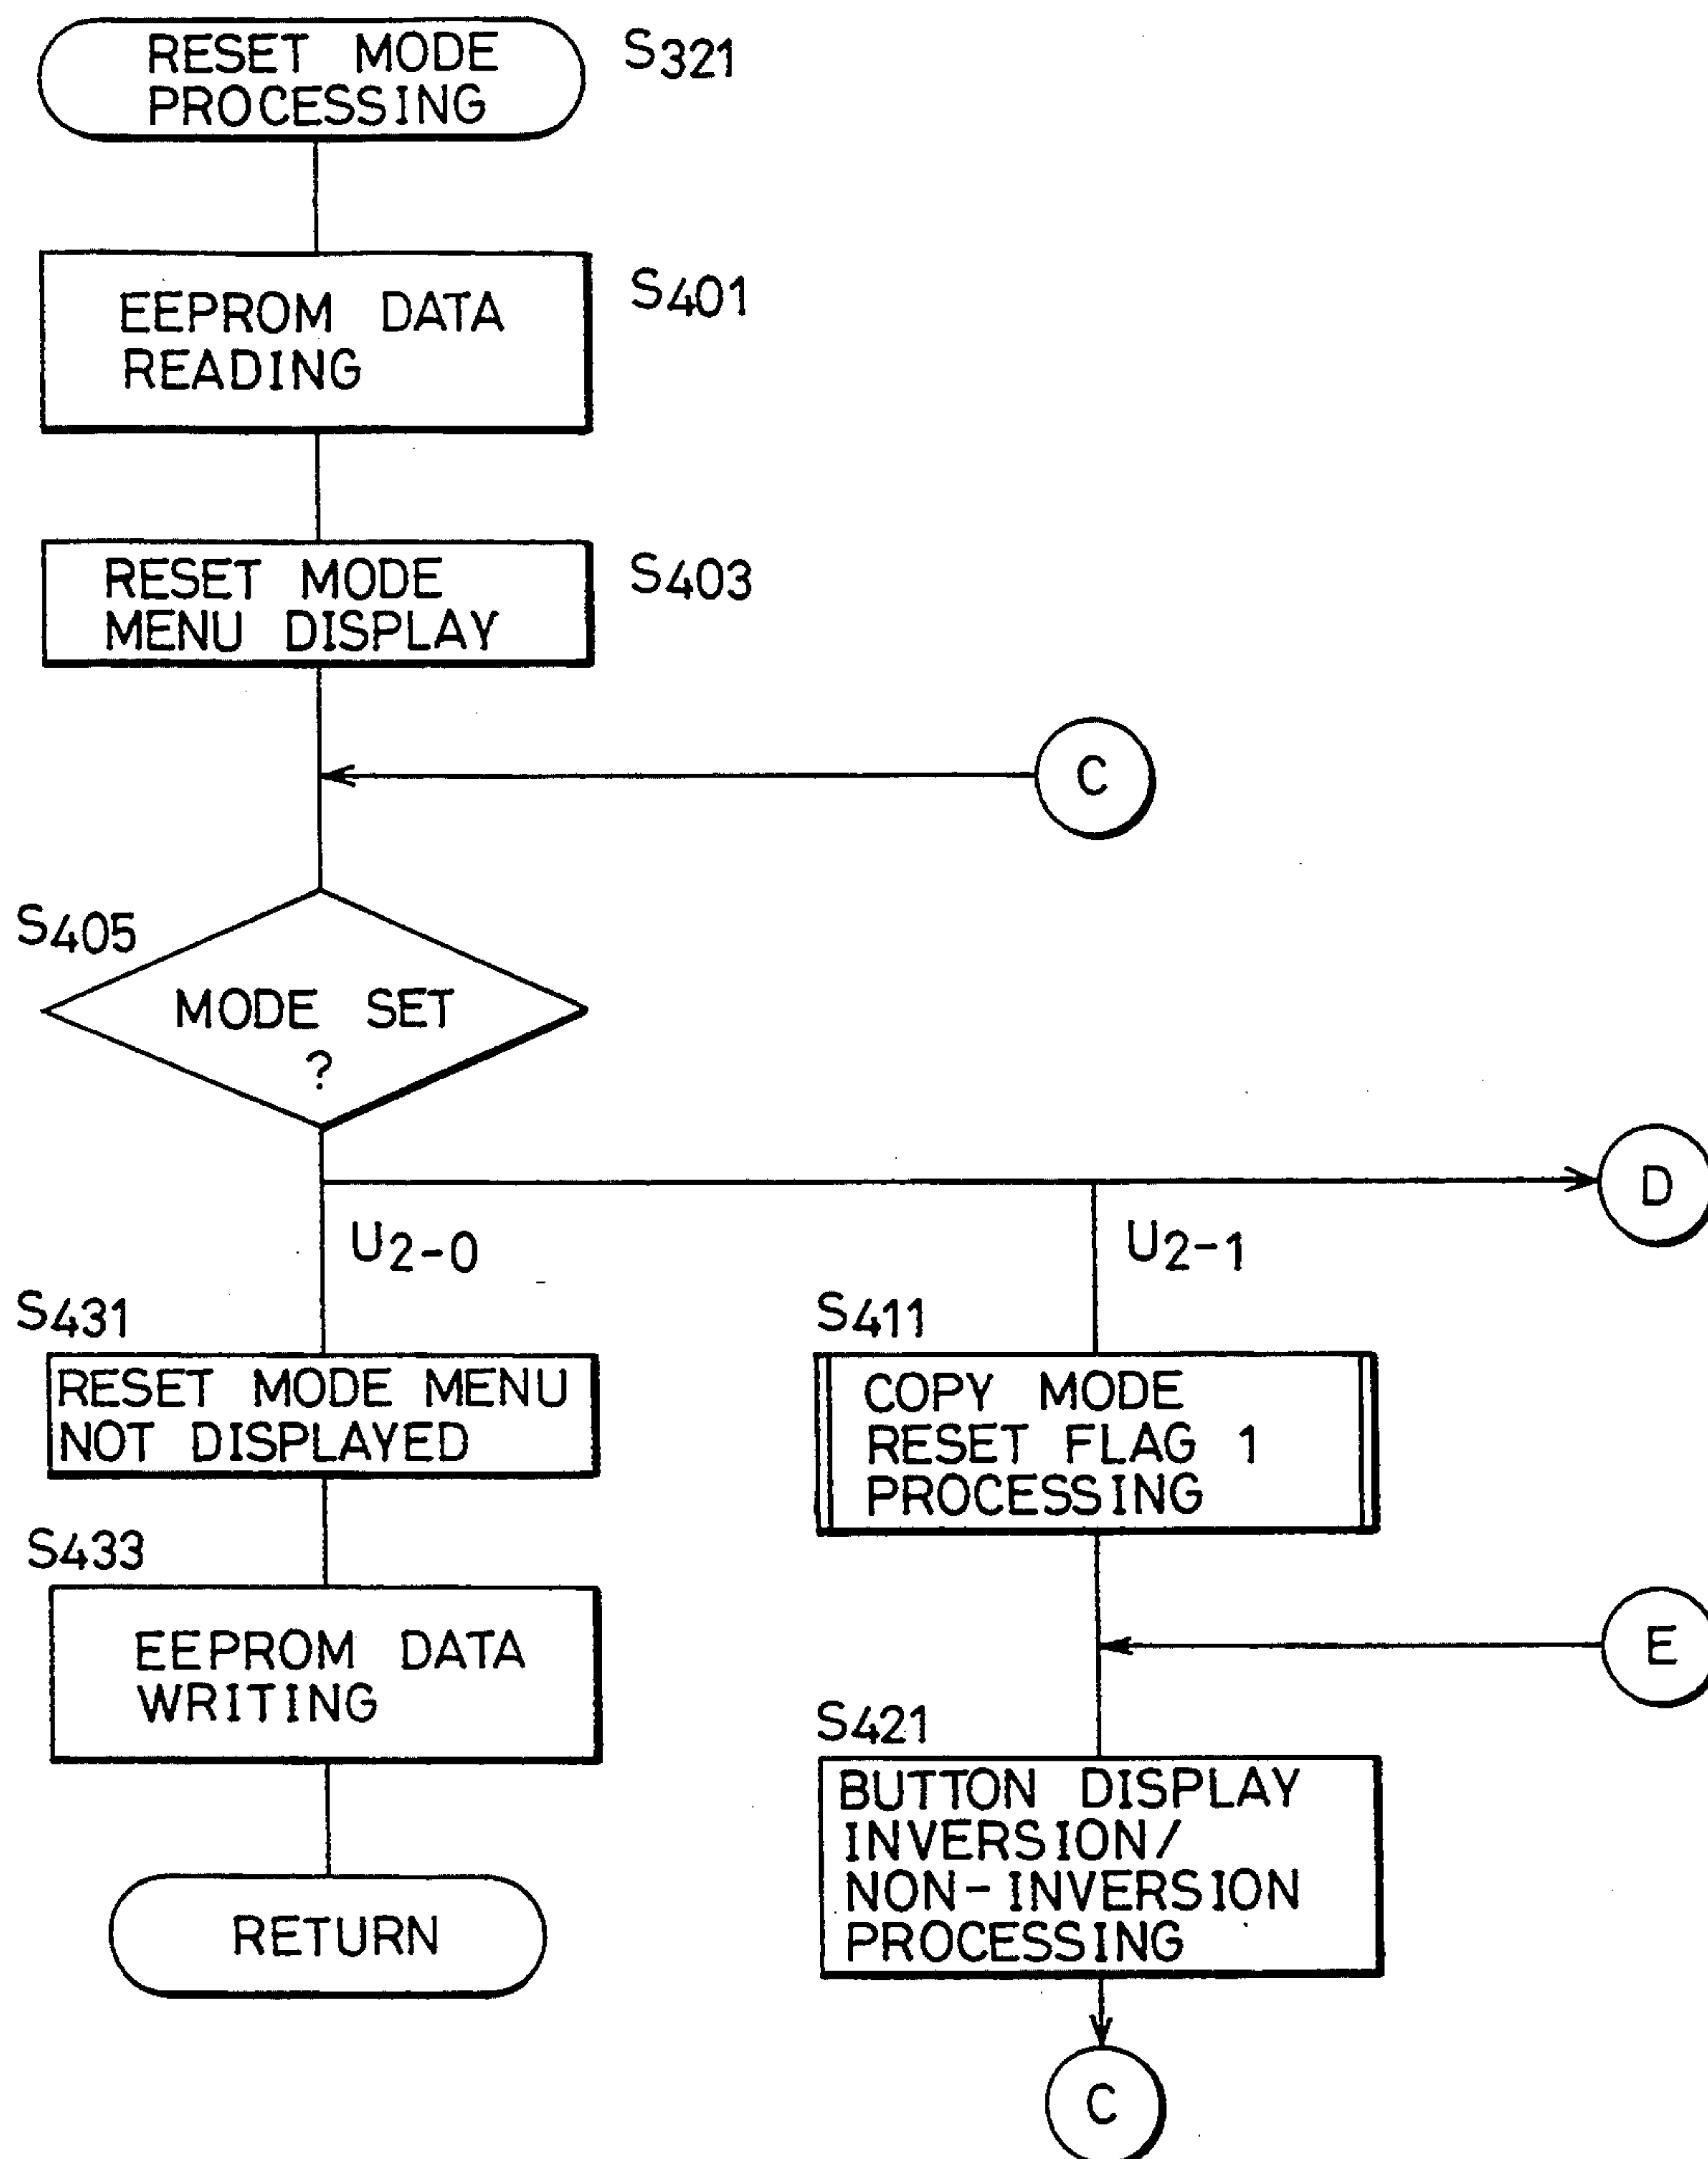 RESET MODE
PROCESSING
S321
EEPROM DATA
READING
S401
RESET MODE
MENU DISPLAY
S403
C
S405
MODE SET
?
D
U2-0
U2-1
S431
RESET MODE MENU
NOT DISPLAYED
S411
COPY MODE
RESET FLAG 1
PROCESSING
S433
EEPROM DATA
WRITING
E
S421
BUTTON DISPLAY
INVERSION/
NON-INVERSION
PROCESSING
RETURN
C